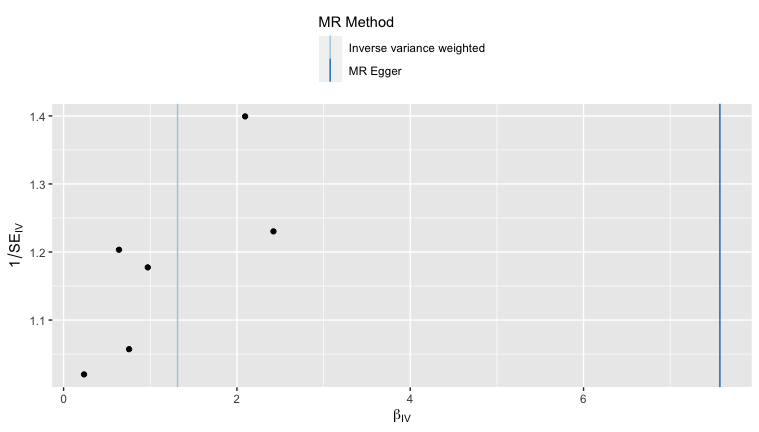 MR Method
Inverse variance weighted
MR Egger
1.4
1.3
1.2
1.1
1/SE_IV
0 2 4 6
β_IV